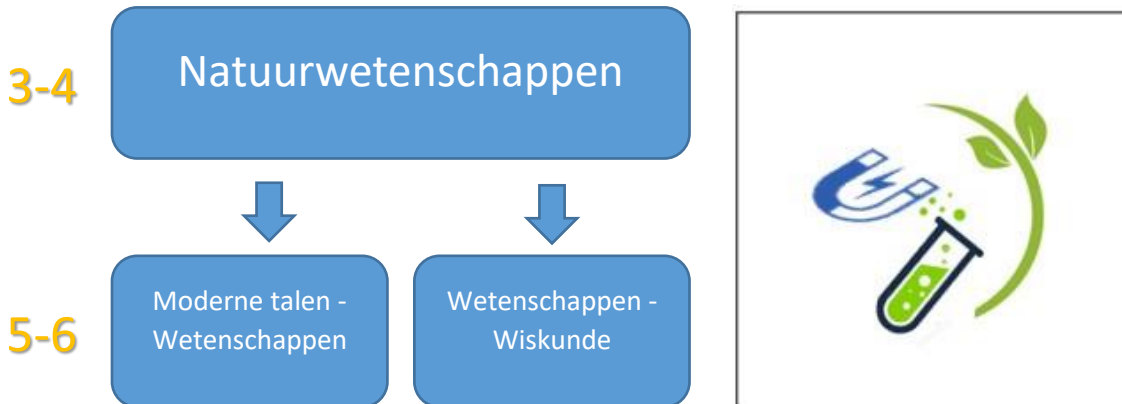 3-4
Natuurwetenschappen
5-6
Moderne talen -
Wetenschappen
Wetenschappen -
Wiskunde